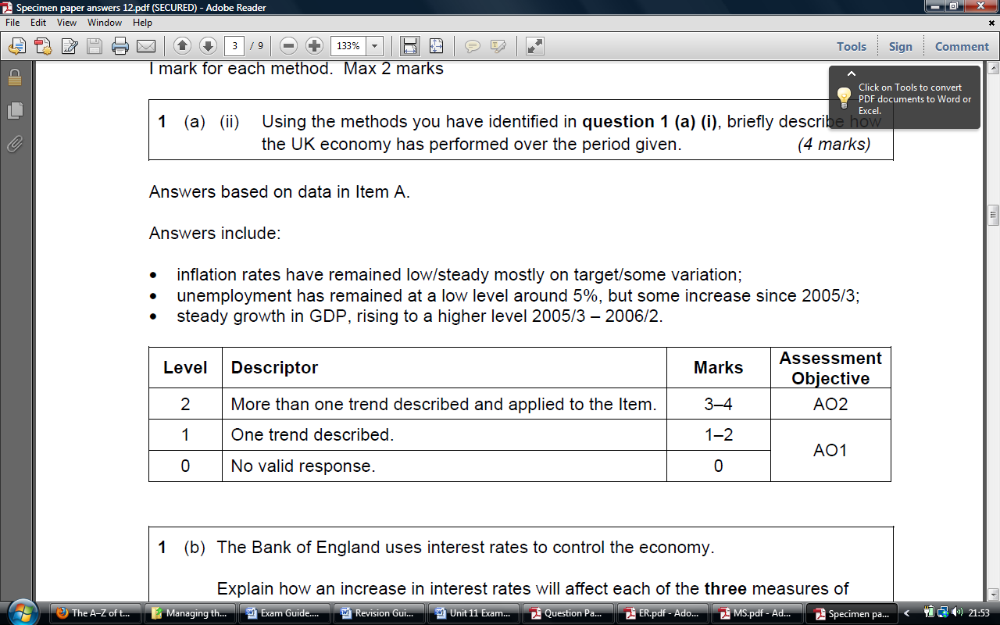 Specimen paper answers 12.pdf (SECURED) - Adobe Reader
File Edit View Window Help
3 / 9 133% Tools Sign Comment
I mark for each method. Max 2 marks
Click on Tools to convert
PDF documents to Word or
Excel.
1 (a) (ii) Using the methods you have identified in question 1 (a) (i), briefly describe how
the UK economy has performed over the period given. (4 marks)
Answers based on data in Item A.
Answers include:
• inflation rates have remained low/steady mostly on target/some variation;
• unemployment has remained at a low level around 5%, but some increase since 2005/3;
• steady growth in GDP, rising to a higher level 2005/3 – 2006/2.
Level Descriptor Marks Assessment
Objective
2 More than one trend described and applied to the Item. 3–4 AO2
1 One trend described. 1–2
AO1
0 No valid response. 0
1 (b) The Bank of England uses interest rates to control the economy.
Explain how an increase in interest rates will affect each of the three measures of
The A–Z of t... Managing th... Exam Guide.... Revision Gui... Unit 11 Exam... Question Pa... ER.pdf - Ado... MS.pdf - Ad... Specimen pa... 21:53